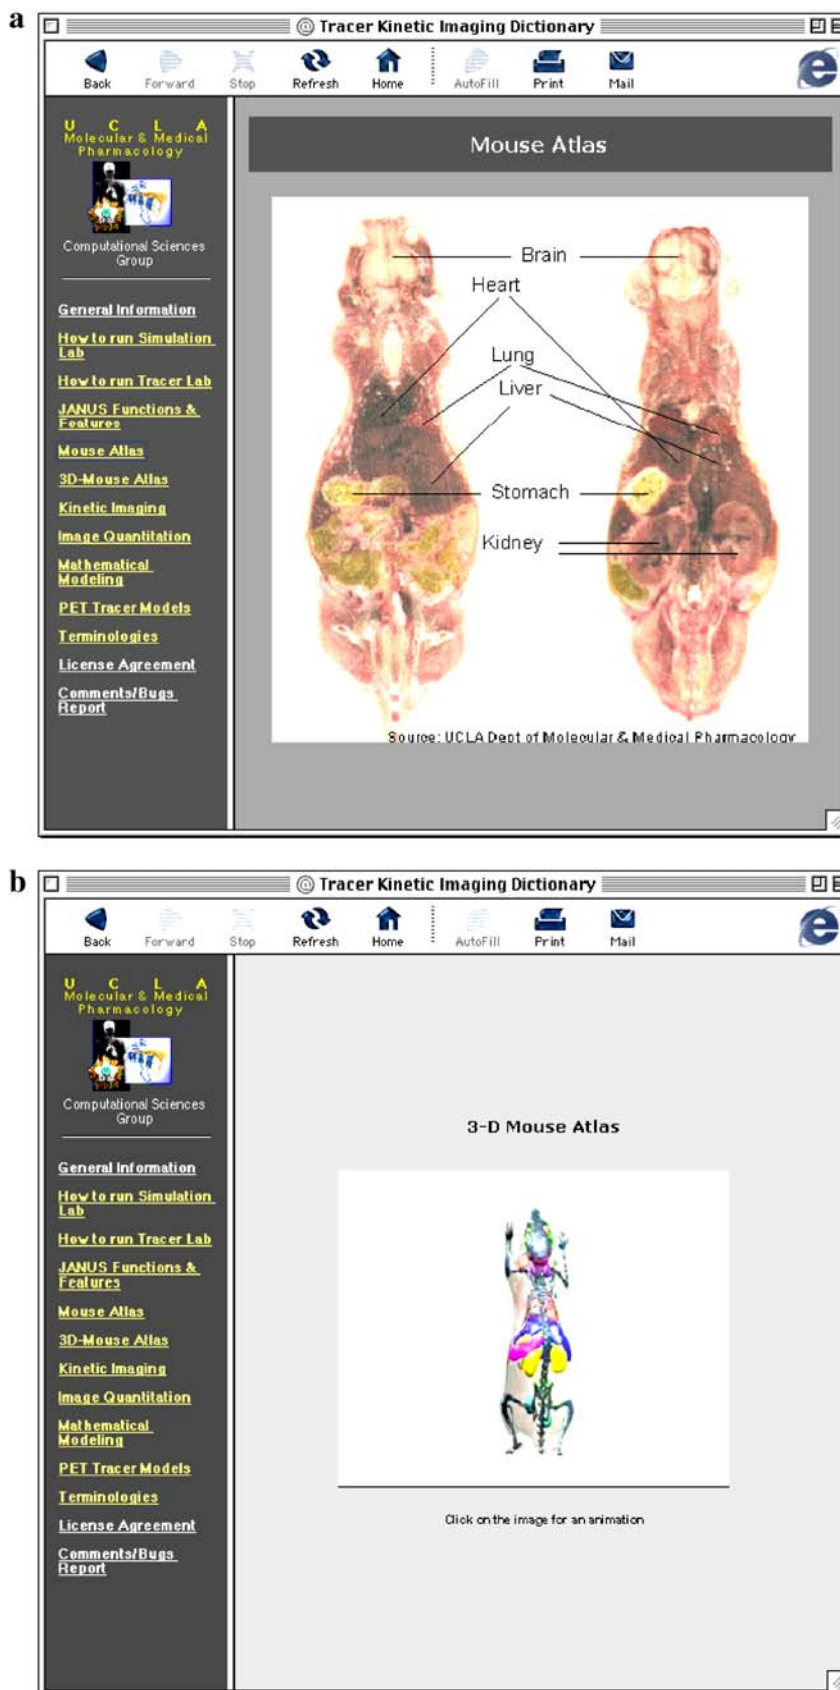 a
Tracer Kinetic Imaging Dictionary
Back Forward Stop Refresh Home AutoFill Print Mail
U C L A
Molecular & Medical
Pharmacology
Computational Sciences
Group
General Information
How to run Simulation
Lab
How to run Tracer Lab
JANUS Functions &
Features
Mouse Atlas
3D-Mouse Atlas
Kinetic Imaging
Image Quantitation
Mathematical
Modeling
PET Tracer Models
Terminologies
License Agreement
Comments/Bugs
Report
Mouse Atlas
Brain
Heart
Lung
Liver
Stomach
Kidney
Source: UCLA Dept of Molecular & Medical Pharmacology
b
Tracer Kinetic Imaging Dictionary
Back Forward Stop Refresh Home AutoFill Print Mail
U C L A
Molecular & Medical
Pharmacology
Computational Sciences
Group
General Information
How to run Simulation
Lab
How to run Tracer Lab
JANUS Functions &
Features
Mouse Atlas
3D-Mouse Atlas
Kinetic Imaging
Image Quantitation
Mathematical
Modeling
PET Tracer Models
Terminologies
License Agreement
Comments/Bugs
Report
3-D Mouse Atlas
Click on the image for an animation